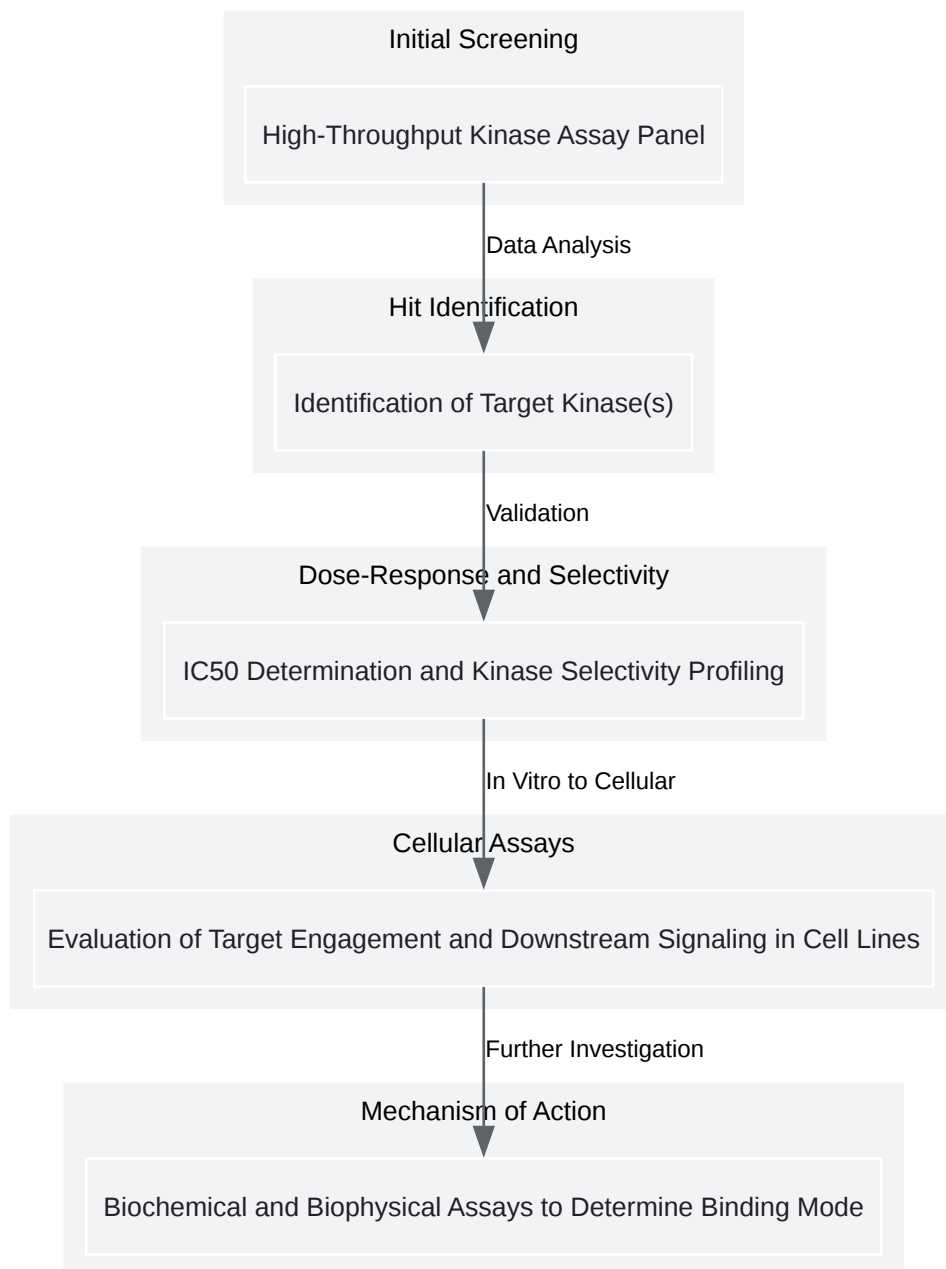 Initial Screening
High-Throughput Kinase Assay Panel
Data Analysis
Hit Identification
Identification of Target Kinase(s)
Validation
Dose-Response and Selectivity
IC50 Determination and Kinase Selectivity Profiling
In Vitro to Cellular
Cellular Assays
Evaluation of Target Engagement and Downstream Signaling in Cell Lines
Further Investigation
Mechanism of Action
Biochemical and Biophysical Assays to Determine Binding Mode